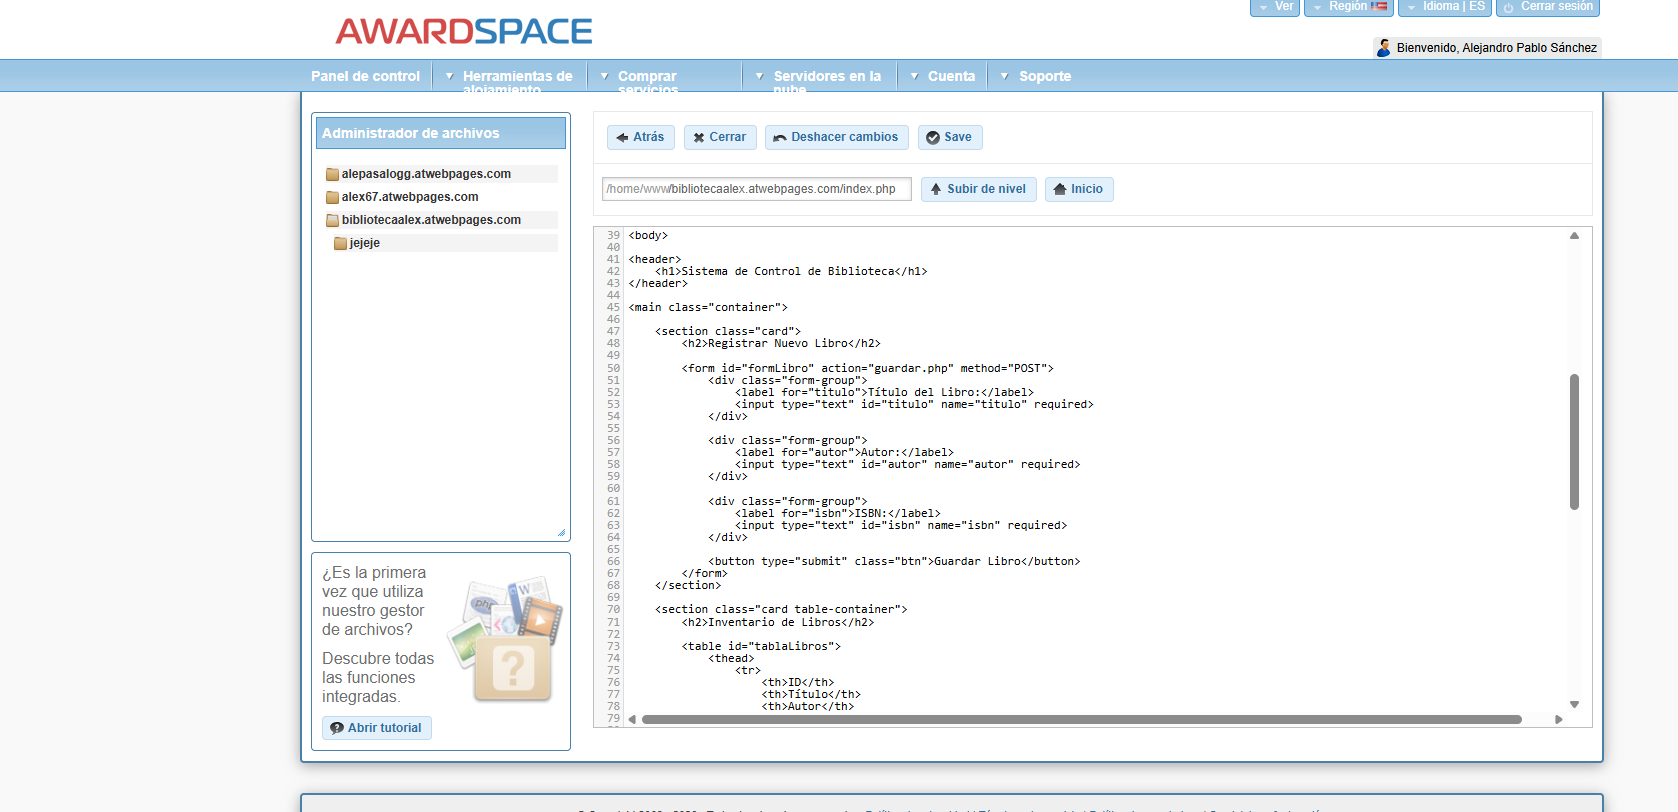 Ver
Región
Idioma | ES
Cerrar sesión
AWARDSPACE
Bienvenido, Alejandro Pablo Sánchez
Panel de control
Herramientas de alojamiento
Comprar servicios
Servidores en la nube
Cuenta
Soporte
Administrador de archivos
alepasalogg.atwebpages.com
alex67.atwebpages.com
bibliotecaalex.atwebpages.com
jejeje
¿Es la primera
vez que utiliza
nuestro gestor
de archivos?
Descubre todas
las funciones
integradas.
Abrir tutorial
Atrás
Cerrar
Deshacer cambios
Save
/home/www/bibliotecaalex.atwebpages.com/index.php
Subir de nivel
Inicio
39 <body>
40
41 <header>
42     <h1>Sistema de Control de Biblioteca</h1>
43 </header>
44
45 <main class="container">
46
47     <section class="card">
48         <h2>Registrar Nuevo Libro</h2>
49
50         <form id="formLibro" action="guardar.php" method="POST">
51             <div class="form-group">
52                 <label for="titulo">Título del Libro:</label>
53                 <input type="text" id="titulo" name="titulo" required>
54             </div>
55
56             <div class="form-group">
57                 <label for="autor">Autor:</label>
58                 <input type="text" id="autor" name="autor" required>
59             </div>
60
61             <div class="form-group">
62                 <label for="isbn">ISBN:</label>
63                 <input type="text" id="isbn" name="isbn" required>
64             </div>
65
66             <button type="submit" class="btn">Guardar Libro</button>
67         </form>
68     </section>
69
70     <section class="card table-container">
71         <h2>Inventario de Libros</h2>
72
73         <table id="tablaLibros">
74             <thead>
75                 <tr>
76                     <th>ID</th>
77                     <th>Título</th>
78                     <th>Autor</th>
79